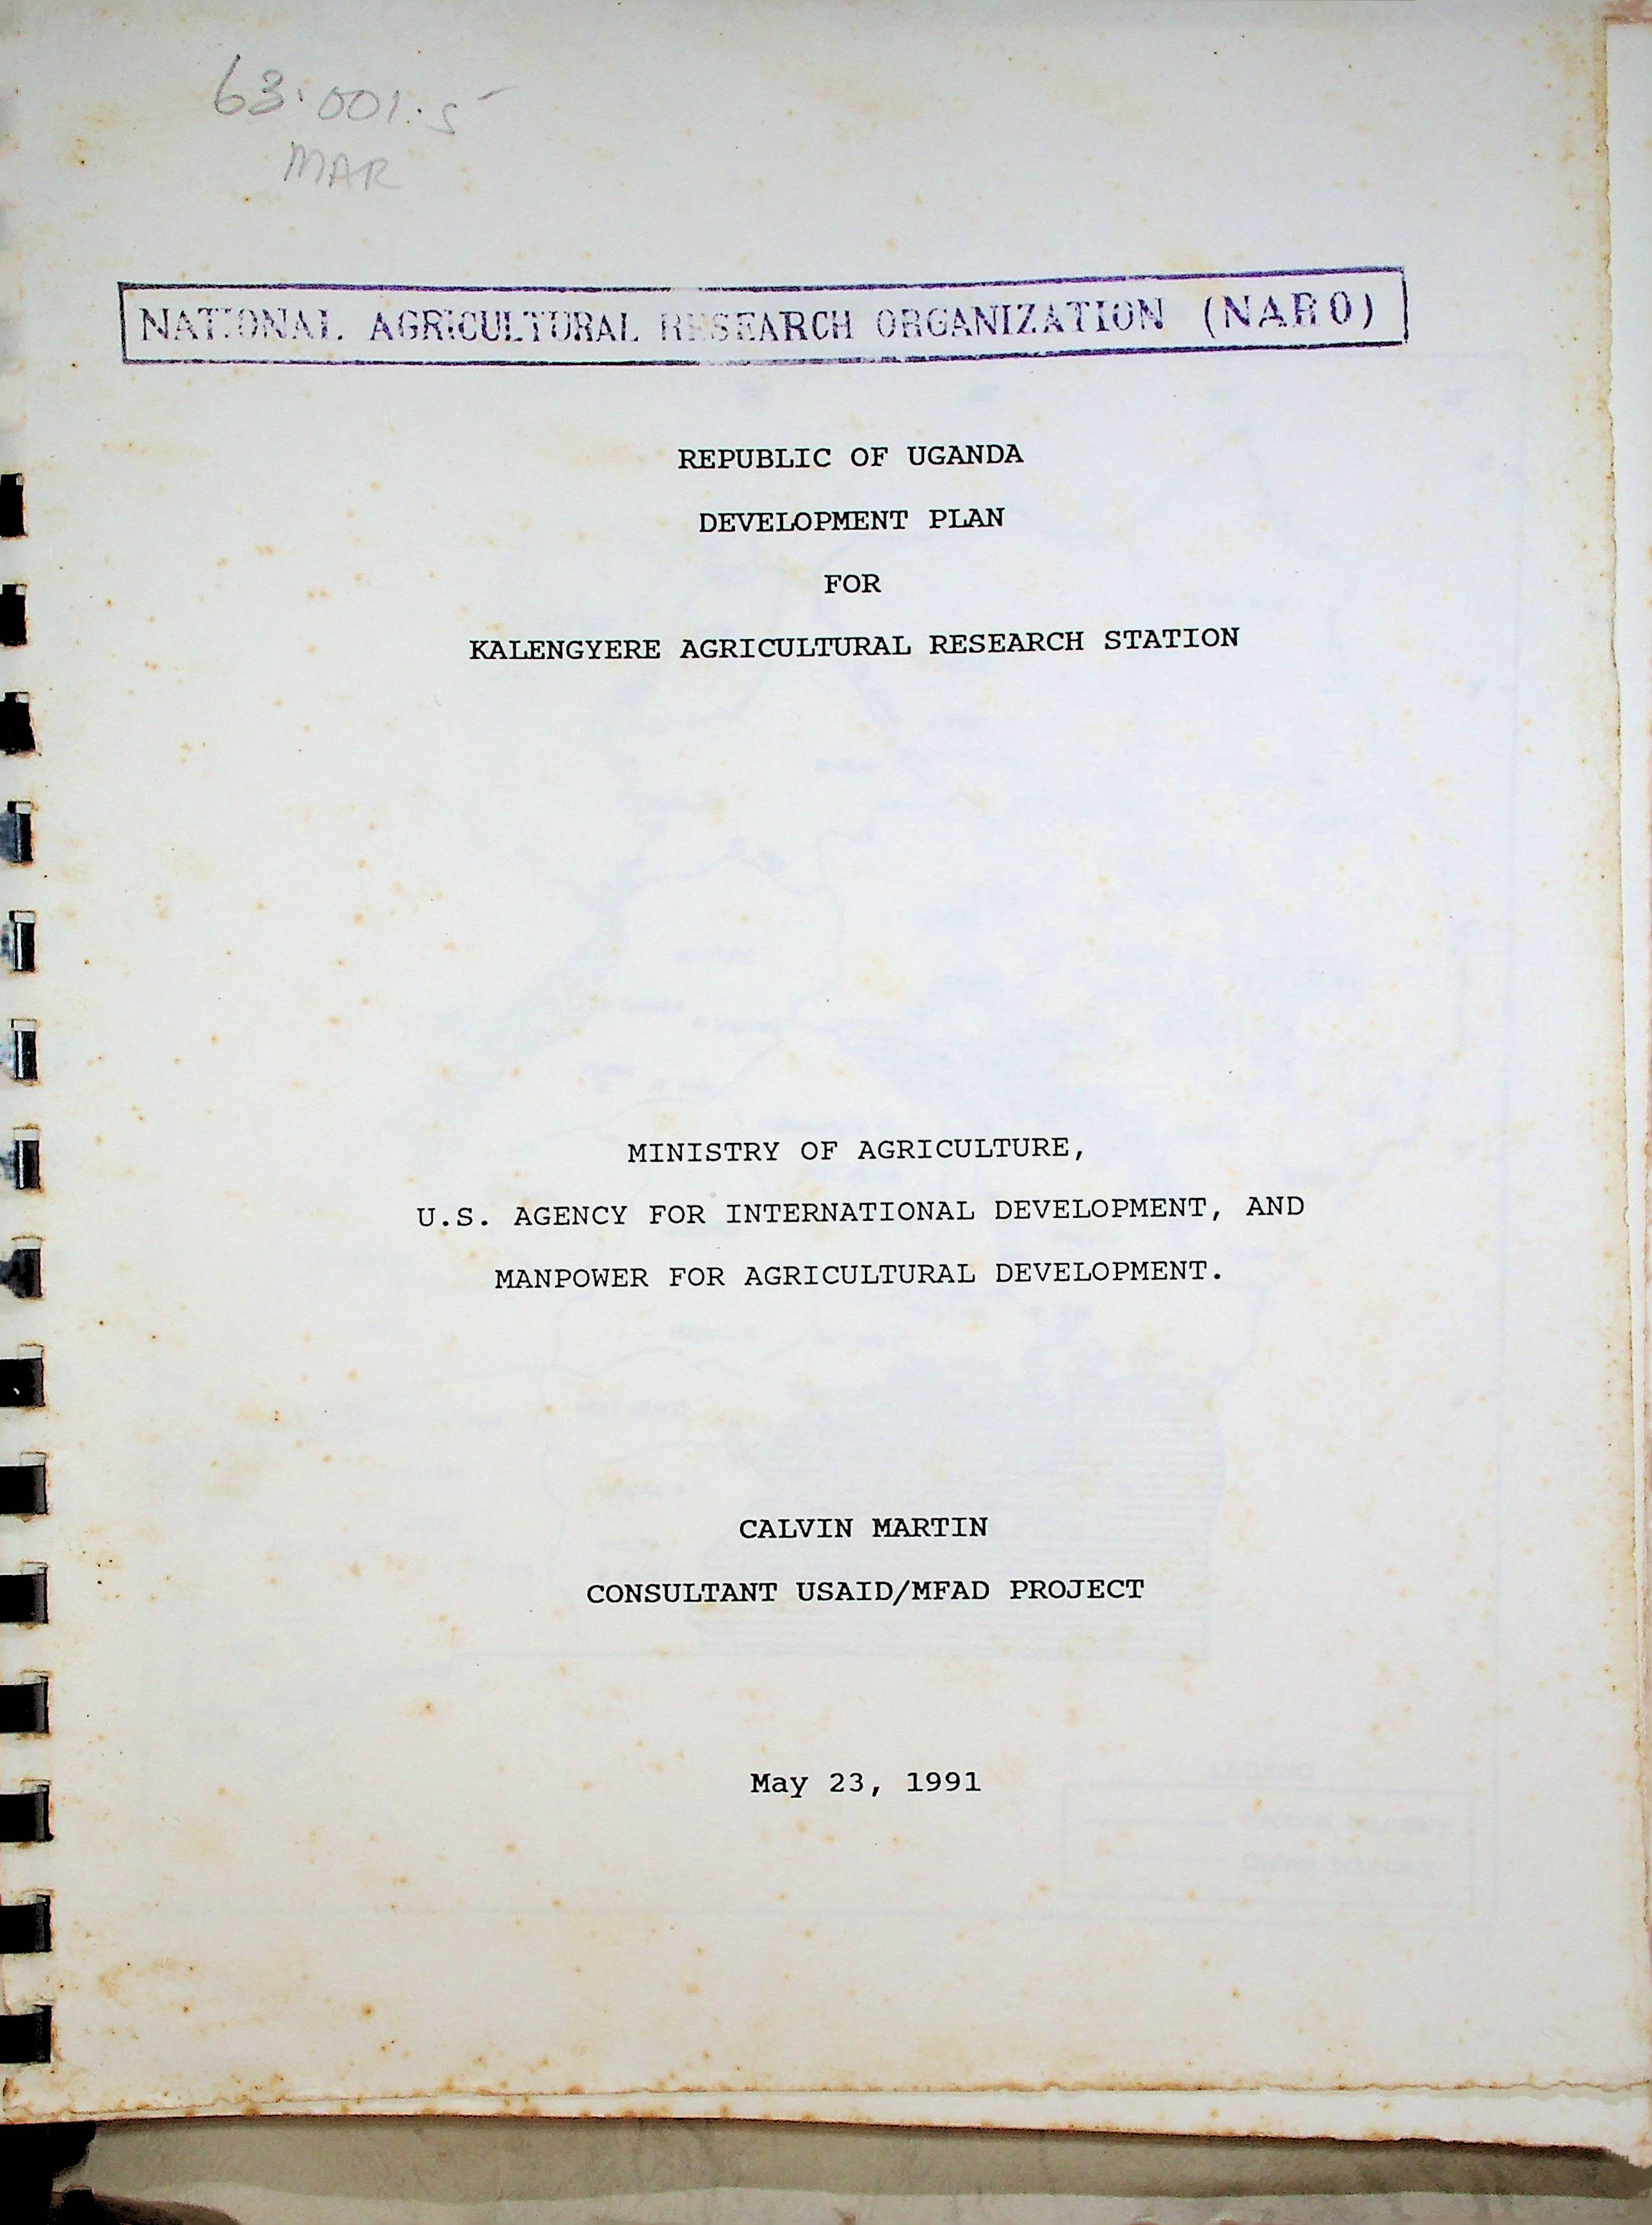 63.001.5
MAR
NATIONAL AGRICULTURAL RESEARCH ORGANIZATION (NARO)
REPUBLIC OF UGANDA
DEVELOPMENT PLAN
FOR
KALENGYERE AGRICULTURAL RESEARCH STATION
MINISTRY OF AGRICULTURE,
U.S. AGENCY FOR INTERNATIONAL DEVELOPMENT, AND
MANPOWER FOR AGRICULTURAL DEVELOPMENT.
CALVIN MARTIN
CONSULTANT USAID/MFAD PROJECT
May 23, 1991